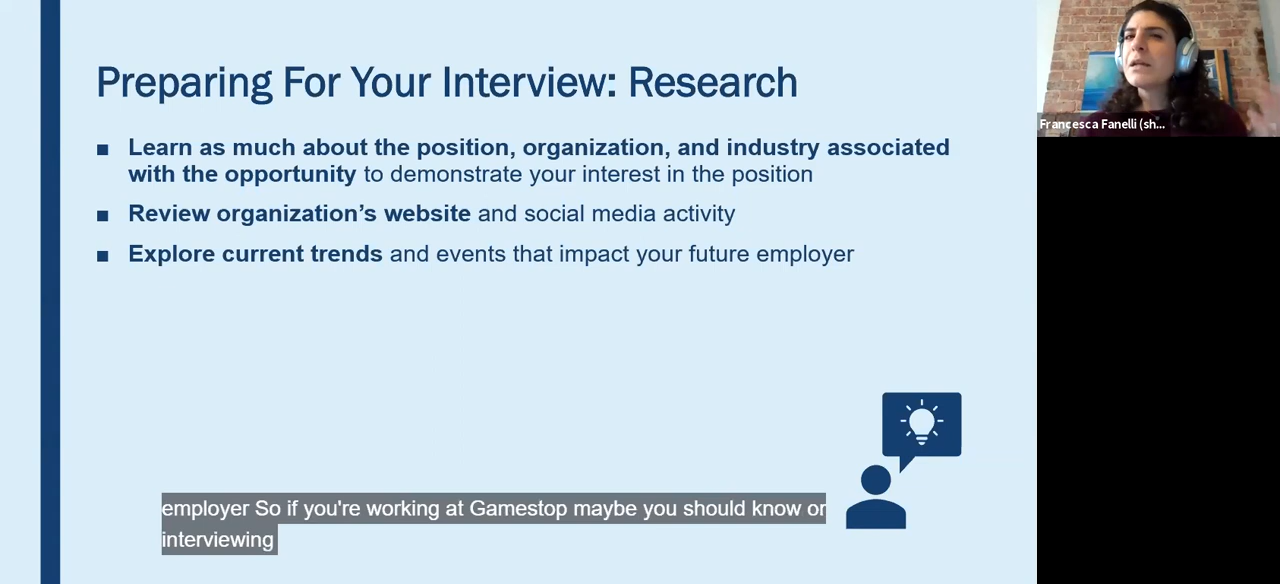 Preparing For Your Interview: Research
Francesca Fanelli (sh...
■ Learn as much about the position, organization, and industry associated
with the opportunity to demonstrate your interest in the position
■ Review organization’s website and social media activity
■ Explore current trends and events that impact your future employer
employer So if you're working at Gamestop maybe you should know or
interviewing